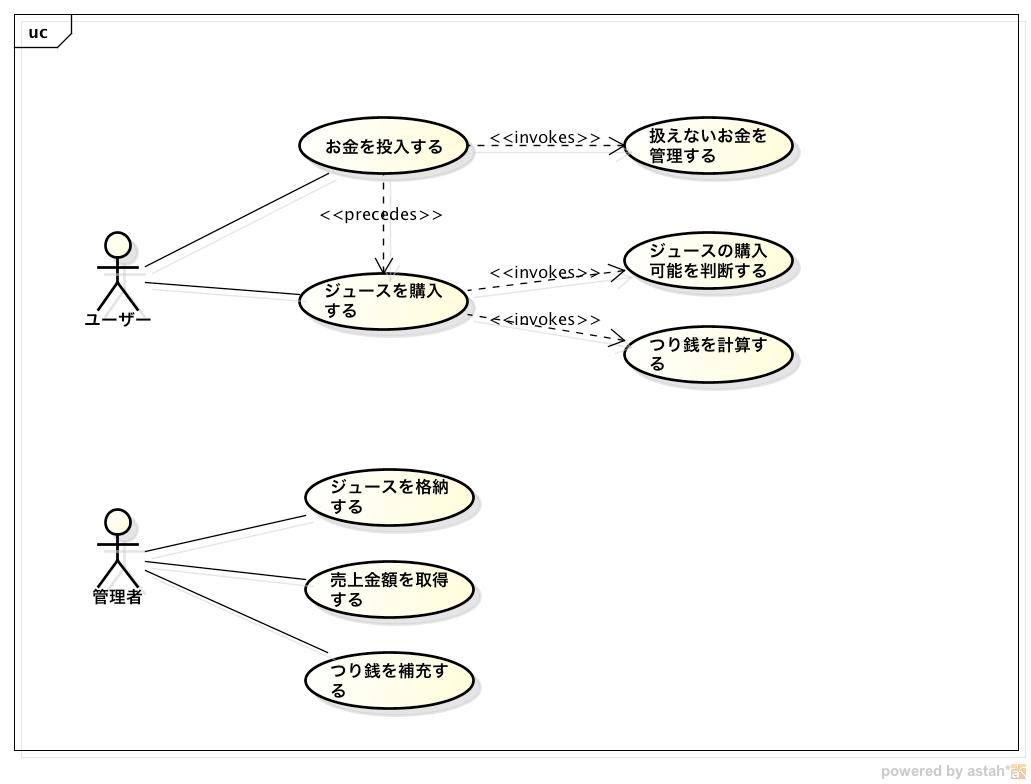 uc
お金を投入する
<<invokes>>
扱えないお金を
管理する
<<precedes>>
ジュースを購入
する
<<invokes>>
ジュースの購入
可能を判断する
<<invokes>>
つり銭を計算す
る
ユーザー
ジュースを格納
する
売上金額を取得
する
つり銭を補充す
る
管理者
powered by astah*